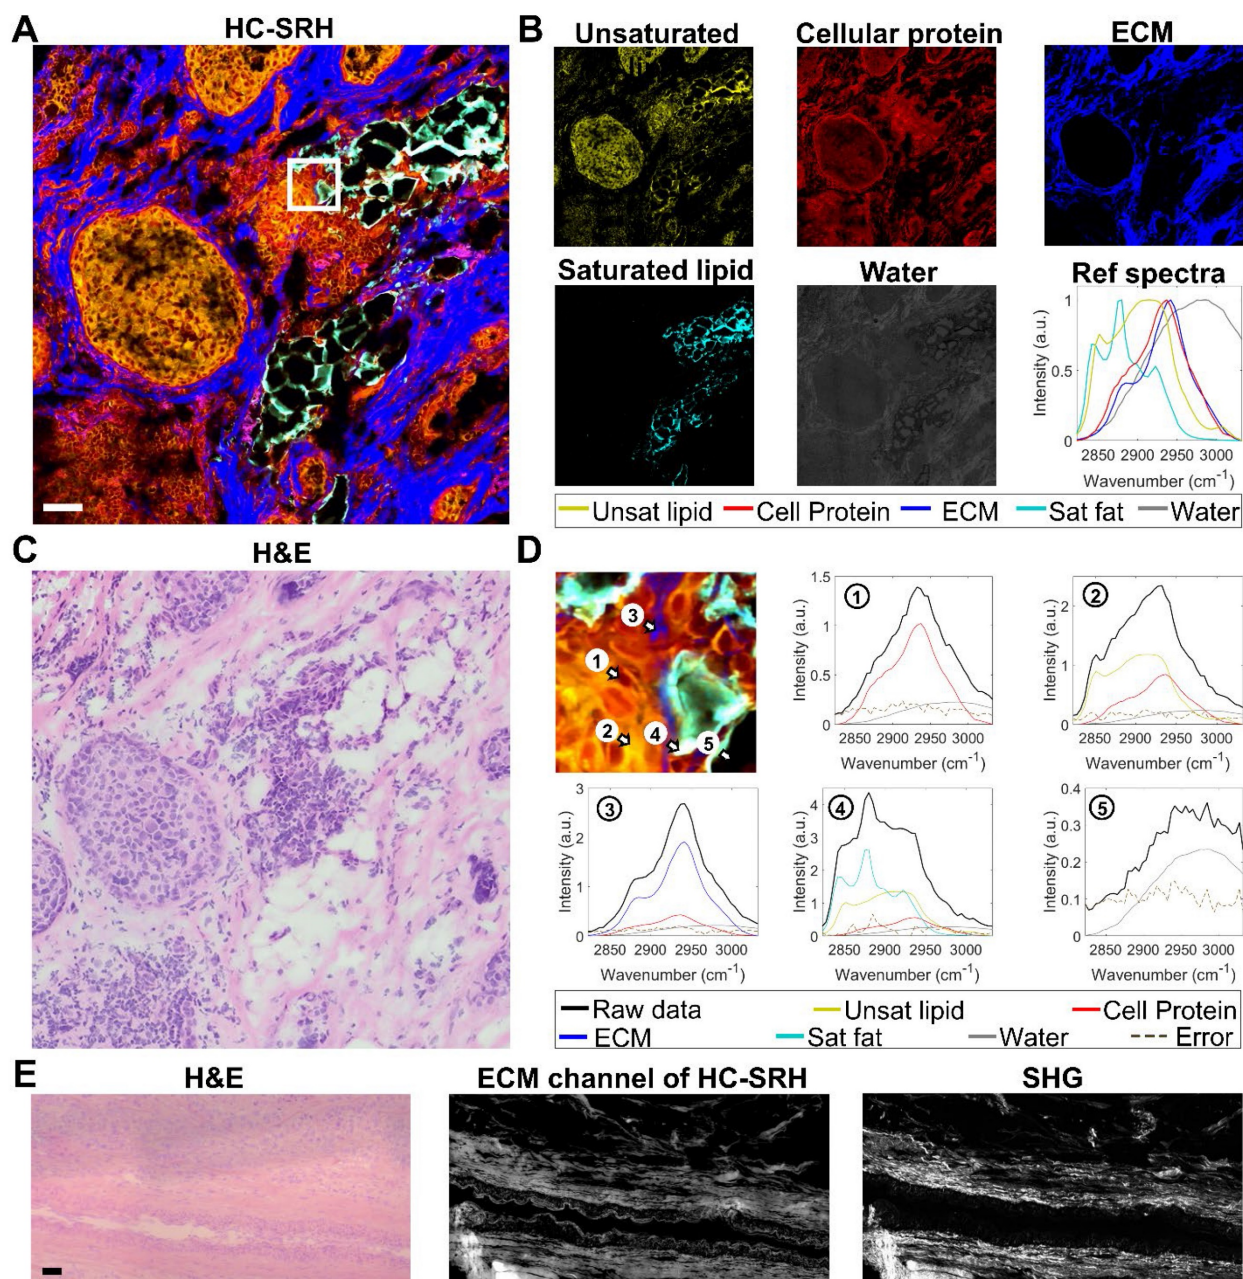 A
HC-SRH
B
Unsaturated
Cellular protein
ECM
Saturated lipid
Water
Ref spectra
Intensity (a.u.)
1
0.5
0
2850 2920 2950 3000
Wavenumber (cm-1)
Unsat lipid Cell Protein ECM Sat fat Water
C
H&E
D
3
1
2
4
5
1
Intensity (a.u.)
1.5
1
0.5
0
2850 2900 2950 3000
Wavenumber (cm-1)
2
Intensity (a.u.)
2
1
0
2850 2900 2950 3000
Wavenumber (cm-1)
3
Intensity (a.u.)
3
2
1
0
2850 2900 2940 3000
Wavenumber (cm-1)
4
Intensity (a.u.)
4
3
2
1
0
2850 2900 2950 3000
Wavenumber (cm-1)
5
Intensity (a.u.)
0.4
0.3
0.2
0.1
0
2850 2900 2950 3000
Wavenumber (cm-1)
Raw data Unsat lipid Cell Protein
ECM Sat fat Water Error
E
H&E
ECM channel of HC-SRH
SHG